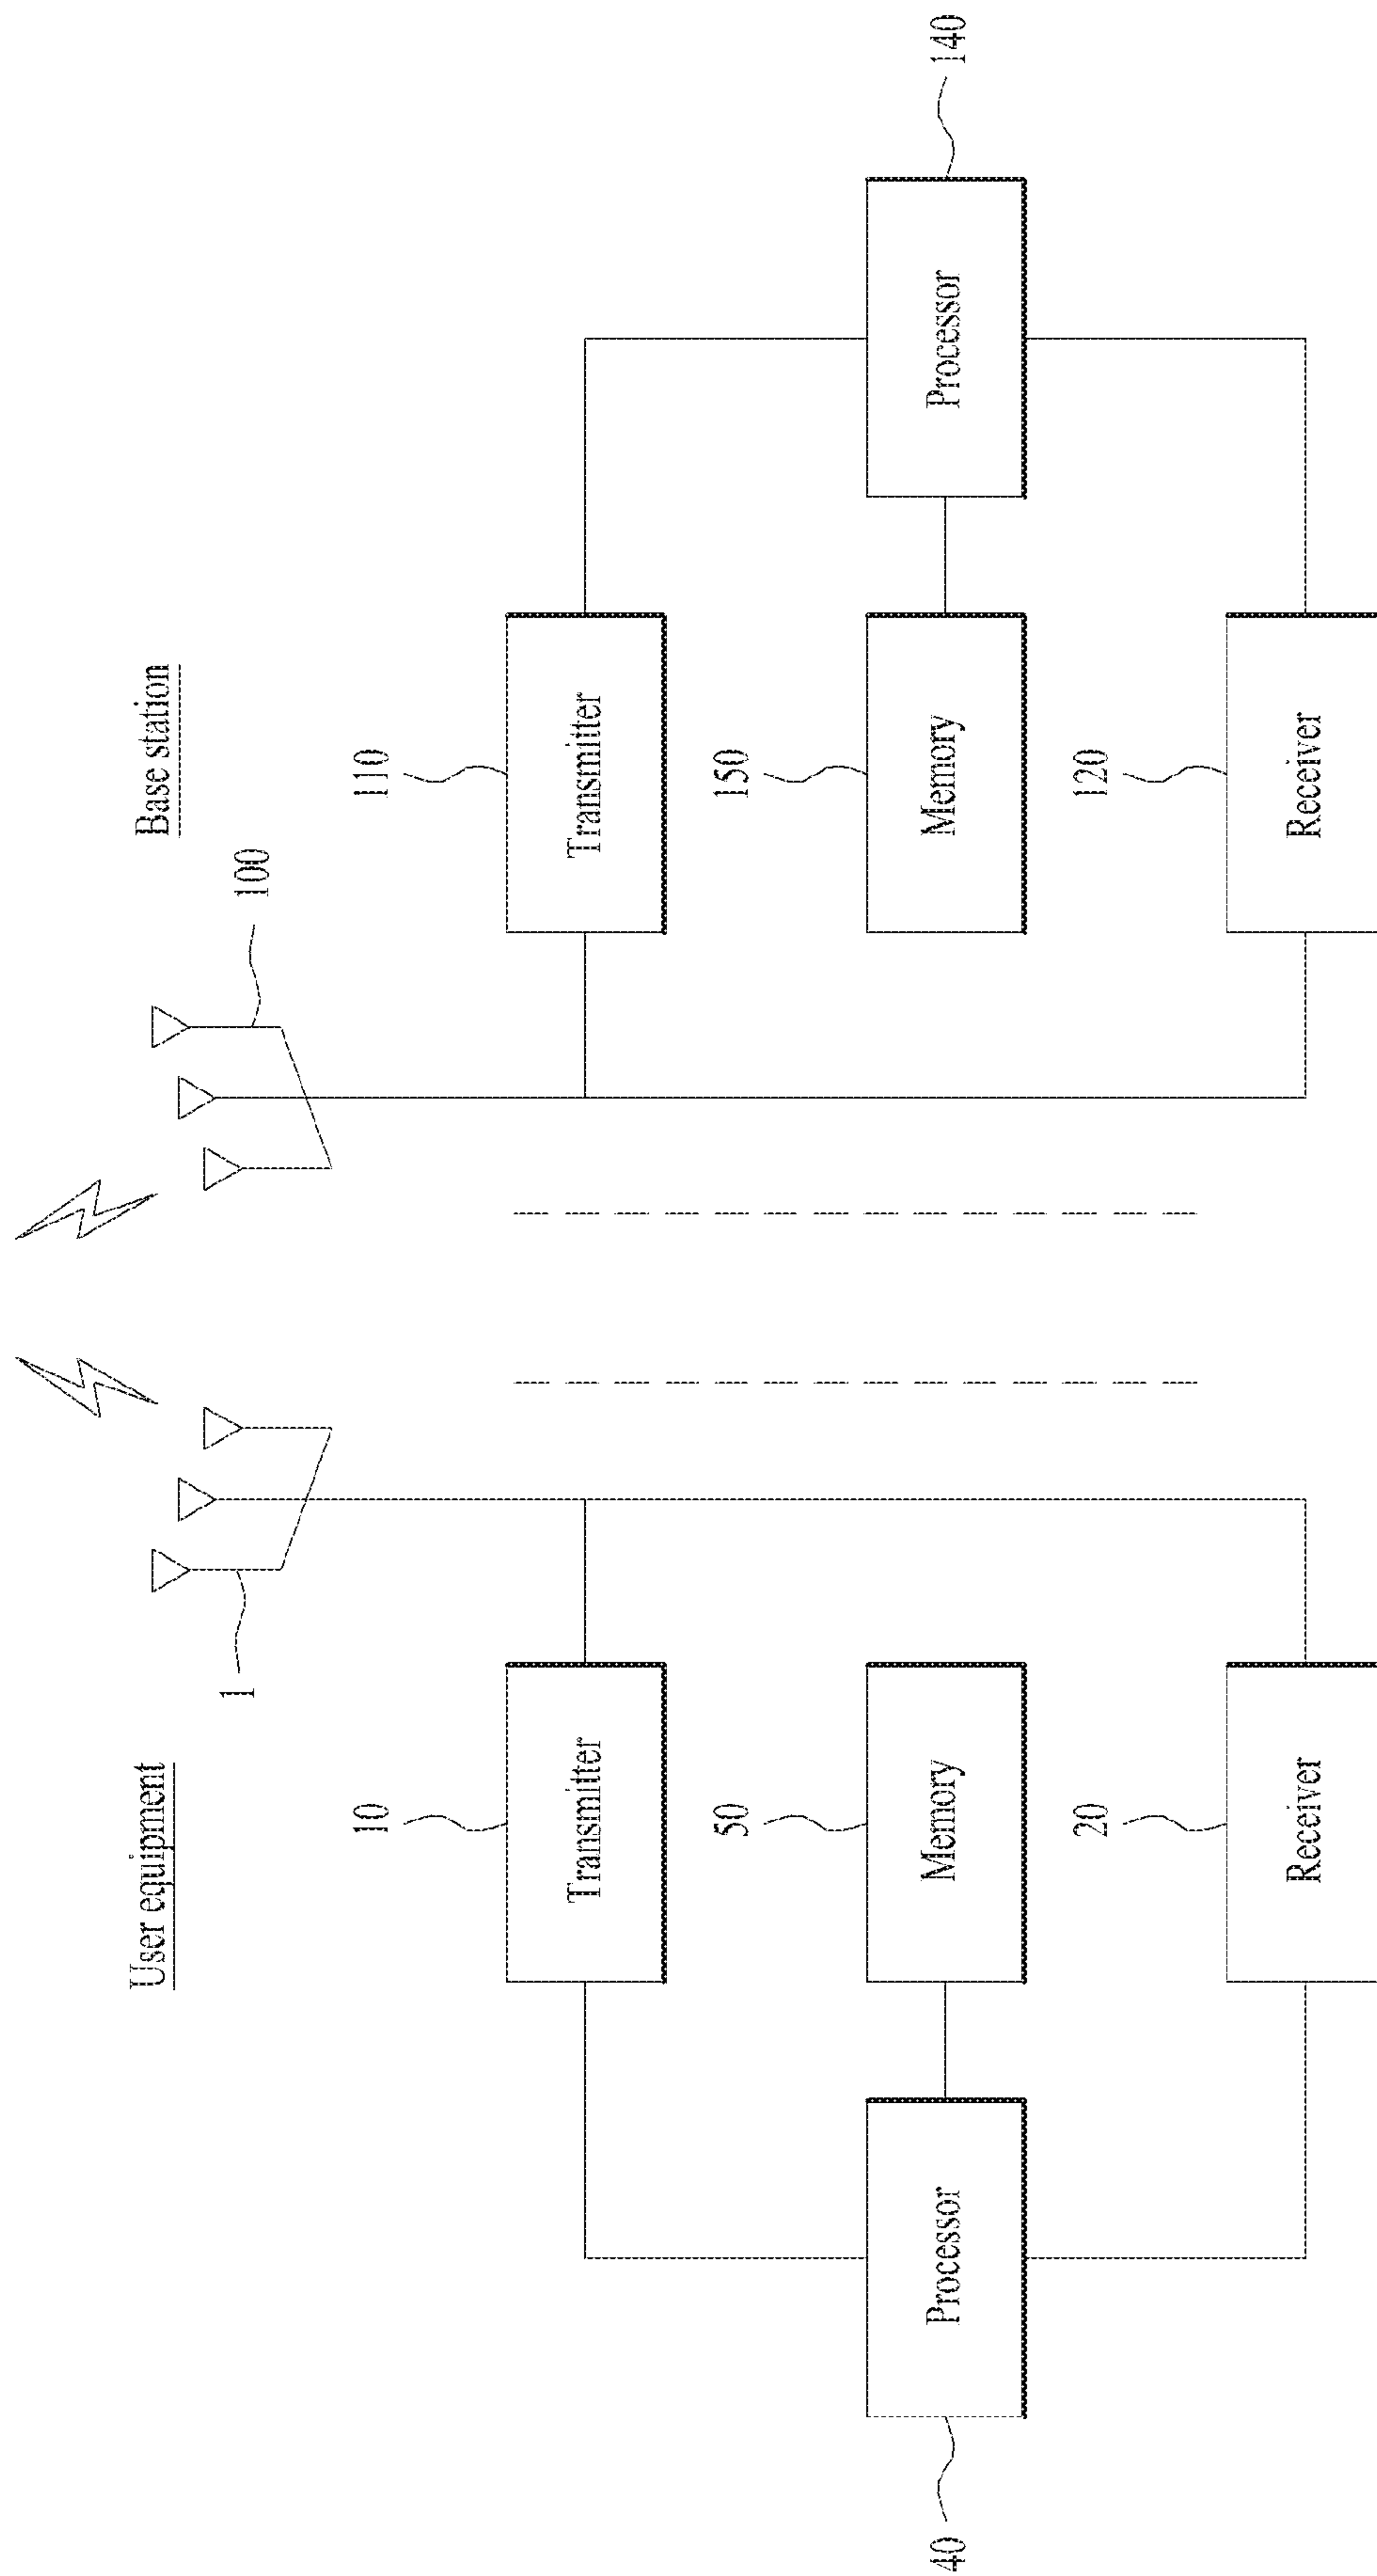 User equipment
Base station
1
100
10
Transmitter
110
Transmitter
40
Processor
50
Memory
150
Memory
Processor
140
20
Receiver
120
Receiver